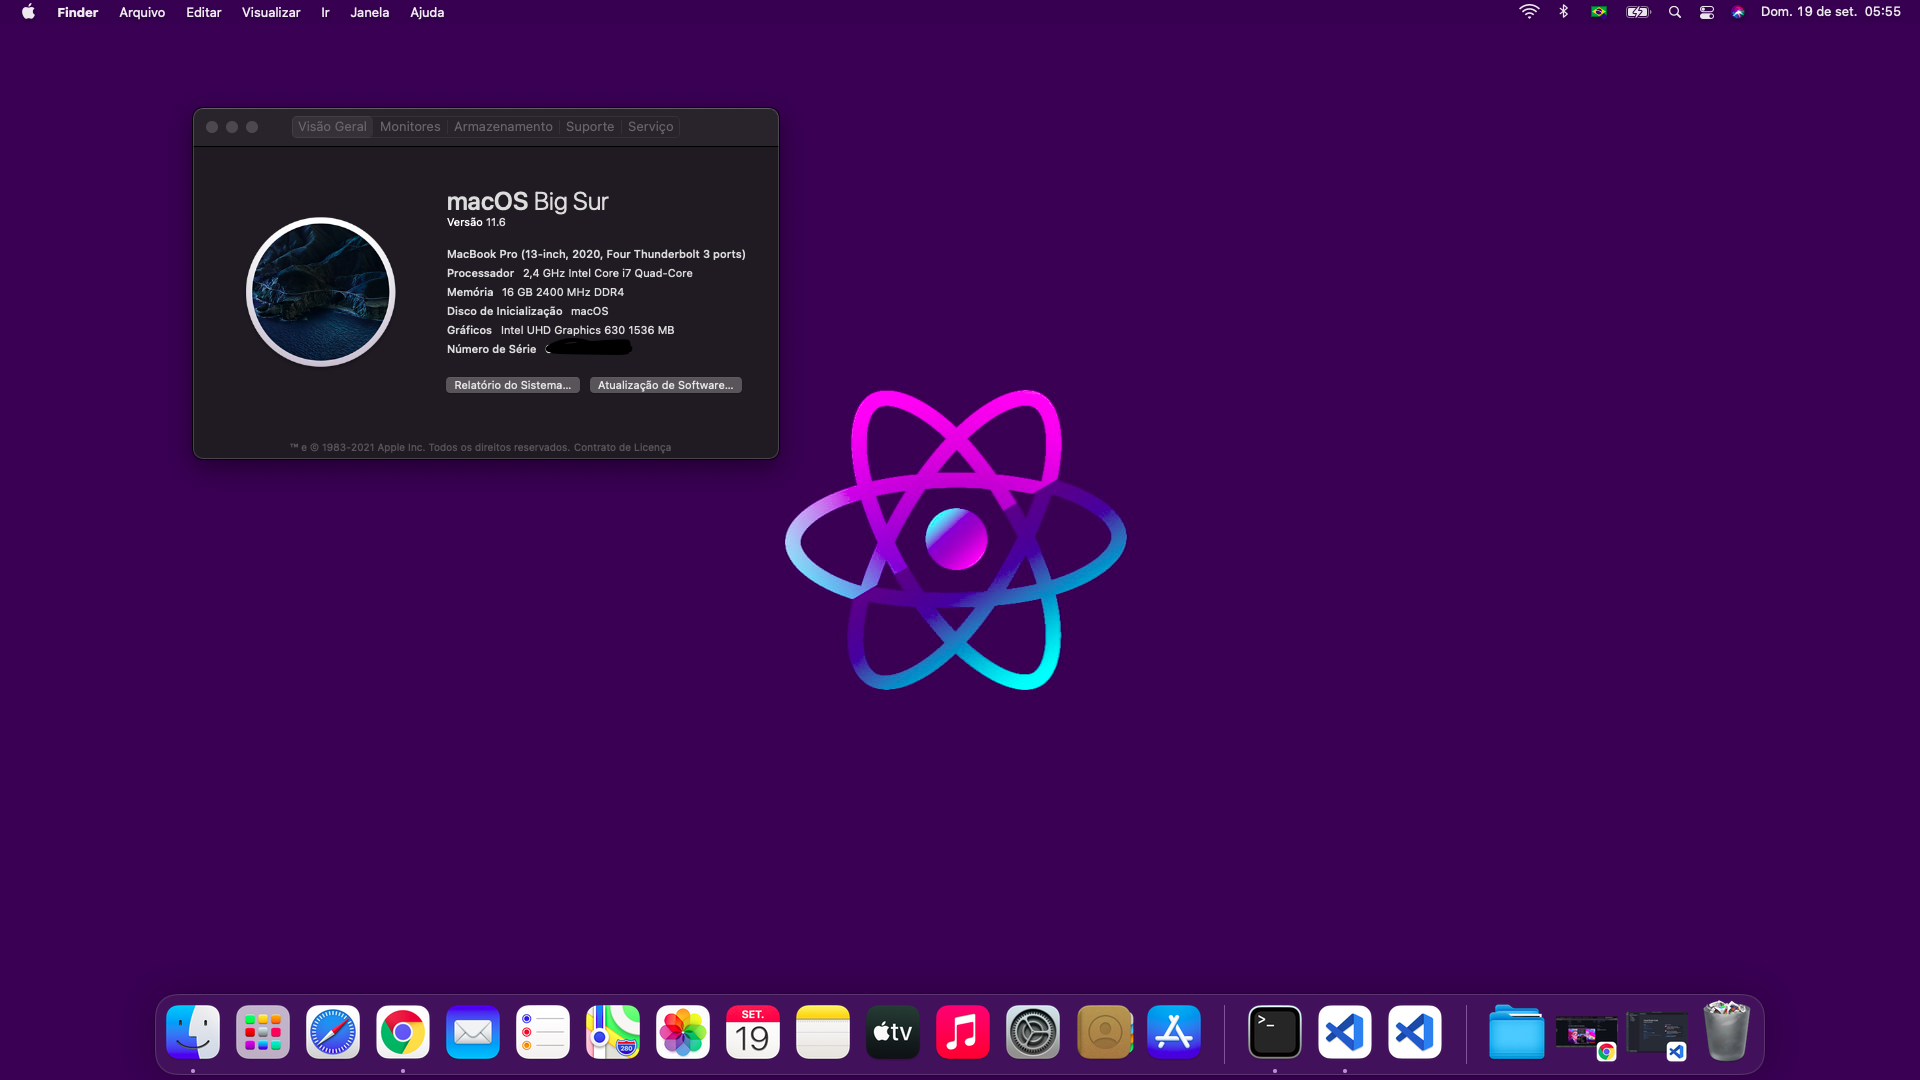 Finder Arquivo Editar Visualizar Ir Janela Ajuda Dom. 19 de set. 05:55
Visão Geral Monitores Armazenamento Suporte Serviço
macOS Big Sur
Versão 11.6
MacBook Pro (13-inch, 2020, Four Thunderbolt 3 ports)
Processador 2,4 GHz Intel Core i7 Quad-Core
Memória 16 GB 2400 MHz DDR4
Disco de Inicialização macOS
Gráficos Intel UHD Graphics 630 1536 MB
Número de Série
Relatório do Sistema... Atualização de Software...
™ e © 1983-2021 Apple Inc. Todos os direitos reservados. Contrato de Licença
SET.
19
280
tv
>_